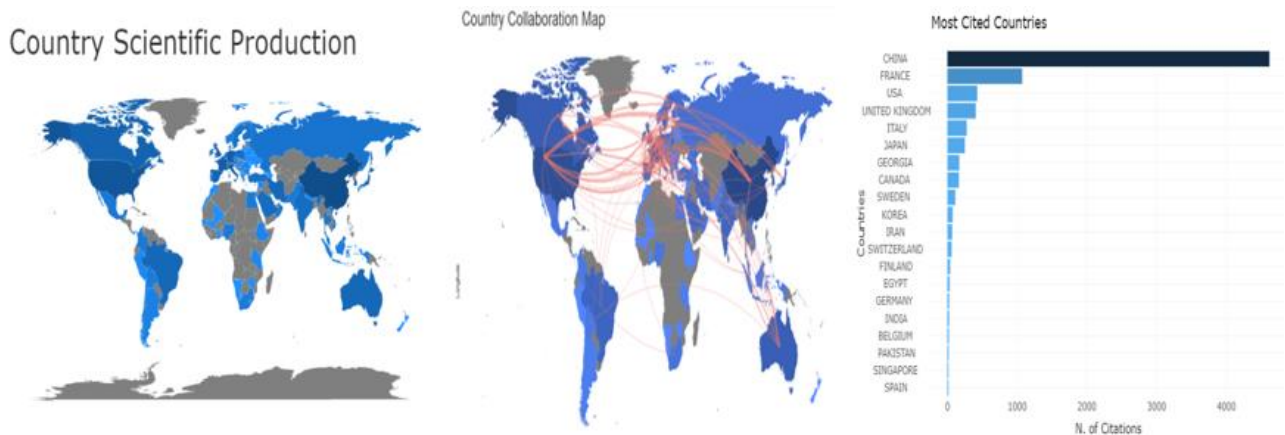 Country Scientific Production
Country Collaboration Map
Most Cited Countries
CHINA
FRANCE
USA
UNITED KINGDOM
ITALY
JAPAN
GEORGIA
CANADA
SWEDEN
KOREA
IRAN
SWITZERLAND
FINLAND
EGYPT
GERMANY
INDIA
BELGIUM
PAKISTAN
SINGAPORE
SPAIN
Countries
0 1000 2000 3000 4000
N. of Citations